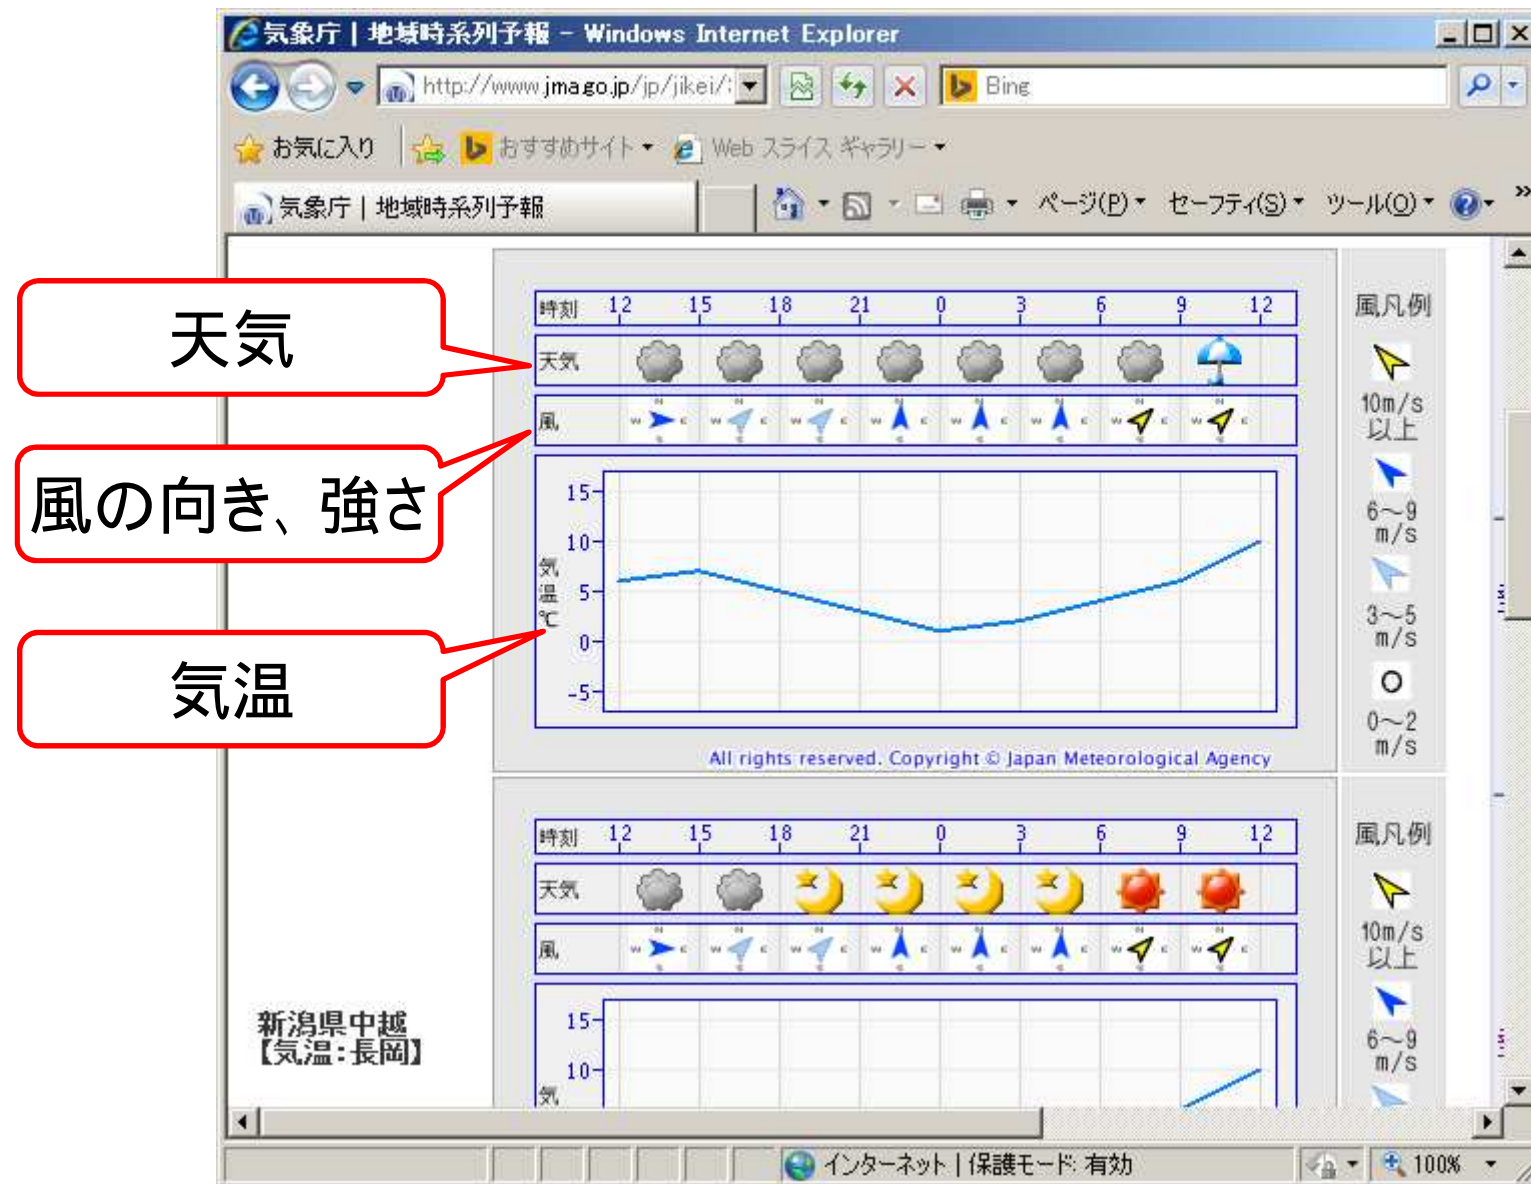 気象庁 | 地域時系列予報 - Windows Internet Explorer
http://www.jma.go.jp/jp/jikei/
Bing
お気に入り おすすめサイト Web スライス ギャラリー
気象庁 | 地域時系列予報 ページ(P) セーフティ(S) ツール(O) »
天気
風の向き、強さ
気温
時刻 12 15 18 21 0 3 6 9 12
天気
風
15
10
5
0
-5
気温℃
All rights reserved. Copyright © Japan Meteorological Agency
風凡例
10m/s
以上
6～9
m/s
3～5
m/s
0～2
m/s
新潟県中越
【気温：長岡】
時刻 12 15 18 21 0 3 6 9 12
天気
風
15
10
気
風凡例
10m/s
以上
6～9
m/s
インターネット | 保護モード: 有効 100%